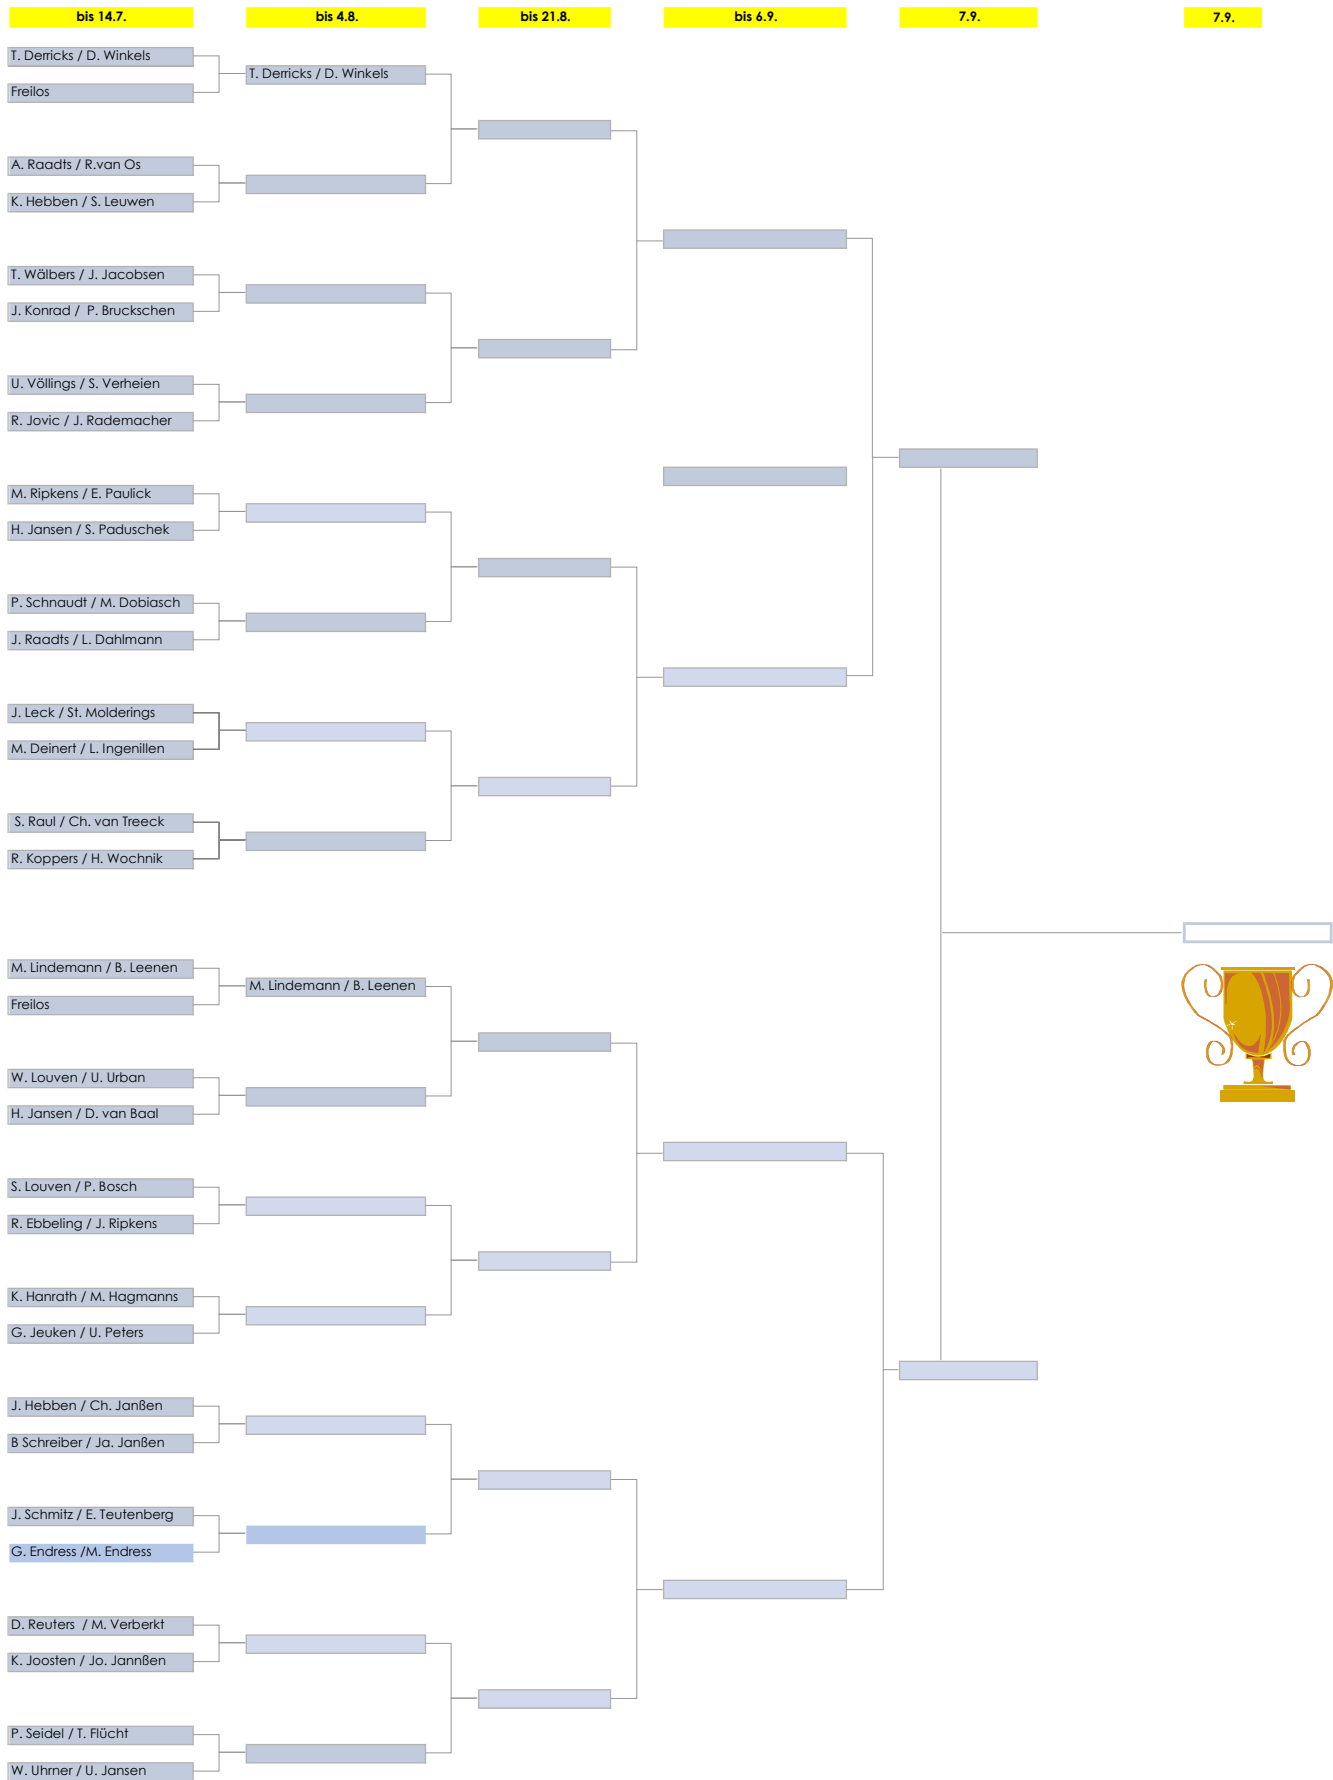 bis 14.7.
bis 4.8.
bis 21.8.
bis 6.9.
7.9.
7.9.
T. Derricks / D. Winkels
T. Derricks / D. Winkels
Freilos
A. Raadts / R.van Os
K. Hebben / S. Leuwen
T. Wälbers / J. Jacobsen
J. Konrad / P. Bruckschen
U. Völlings / S. Verheien
R. Jovic / J. Rademacher
M. Ripkens / E. Paulick
H. Jansen / S. Paduschek
P. Schnaudt / M. Dobiasch
J. Raadts / L. Dahlmann
J. Leck / St. Molderings
M. Deinert / L. Ingenillen
S. Raul / Ch. van Treeck
R. Koppers / H. Wochnik
M. Lindemann / B. Leenen
M. Lindemann / B. Leenen
Freilos
W. Louven / U. Urban
H. Jansen / D. van Baal
S. Louven / P. Bosch
R. Ebbeling / J. Ripkens
K. Hanrath / M. Hagmanns
G. Jeuken / U. Peters
J. Hebben / Ch. Janßen
B Schreiber / Ja. Janßen
J. Schmitz / E. Teutenberg
G. Endress /M. Endress
D. Reuters / M. Verberkt
K. Joosten / Jo. Jannßen
P. Seidel / T. Flücht
W. Uhrner / U. Jansen